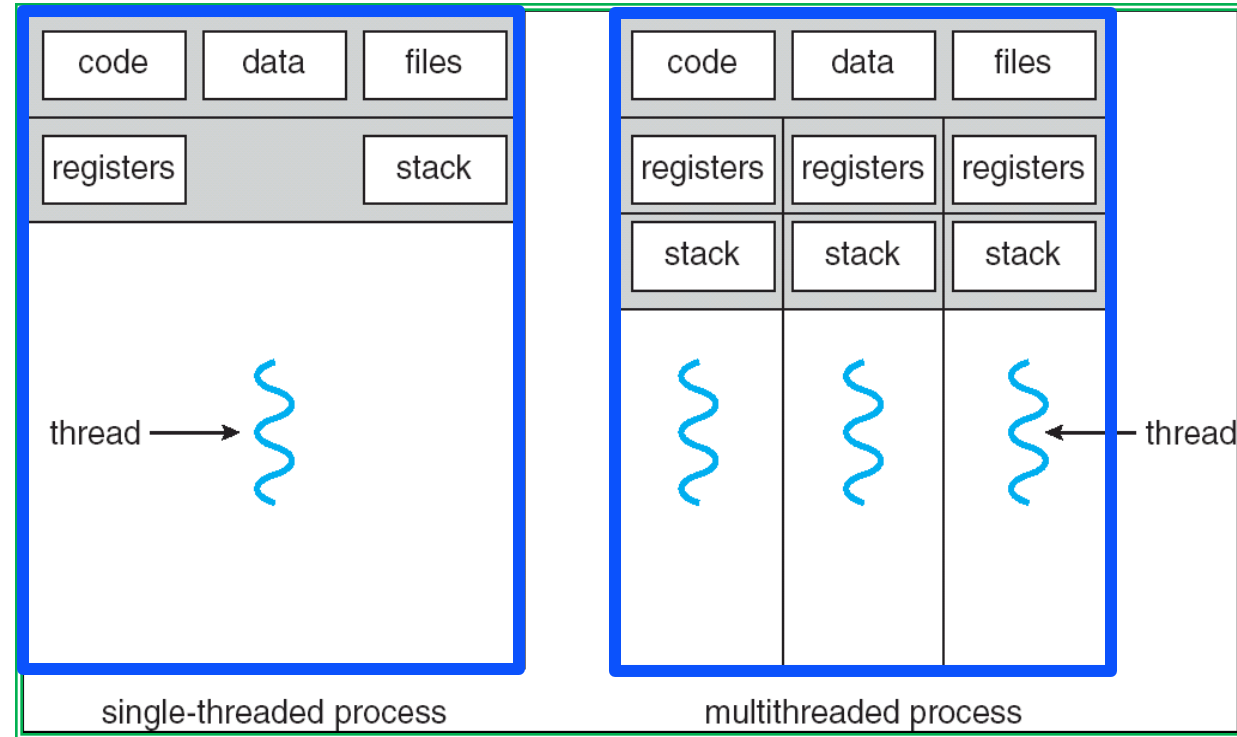 code data files
registers stack
thread
single-threaded process
code data files
registers registers registers
stack stack stack
thread
multithreaded process